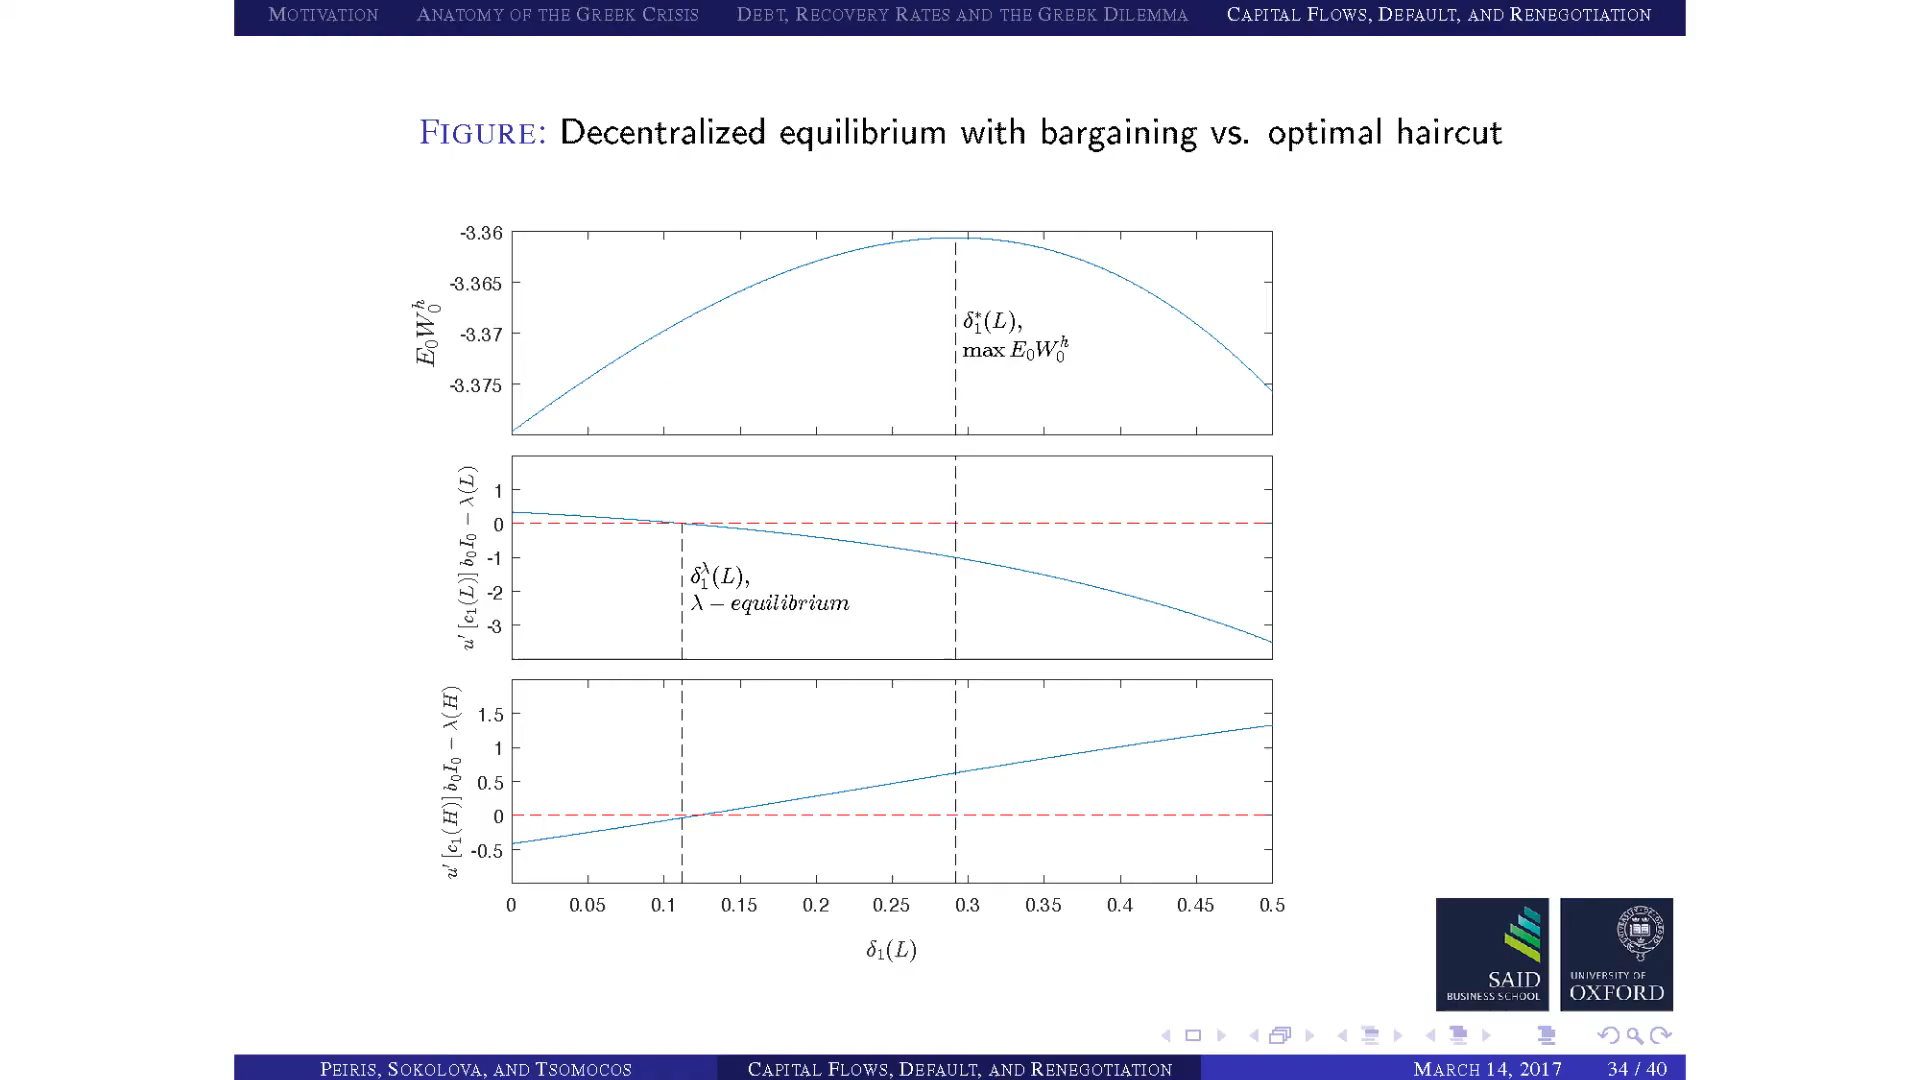 MOTIVATION ANATOMY OF THE GREEK CRISIS DEBT, RECOVERY RATES AND THE GREEK DILEMMA CAPITAL FLOWS, DEFAULT, AND RENEGOTIATION
FIGURE: Decentralized equilibrium with bargaining vs. optimal haircut
E₀W₀ʰ
-3.36
-3.365
-3.37
-3.375
δ₁*(L),
max E₀W₀ʰ
u′ [c₁(L)] b₀I₀ − λ(L)
1
0
-1
-2
-3
δ₁^λ(L),
λ − equilibrium
u′ [c₁(H)] b₀I₀ − λ(H)
1.5
1
0.5
0
-0.5
0 0.05 0.1 0.15 0.2 0.25 0.3 0.35 0.4 0.45 0.5
δ₁(L)
SAID
BUSINESS SCHOOL
UNIVERSITY OF
OXFORD
PEIRIS, SOKOLOVA, AND TSOMOCOS CAPITAL FLOWS, DEFAULT, AND RENEGOTIATION MARCH 14, 2017 34 / 40